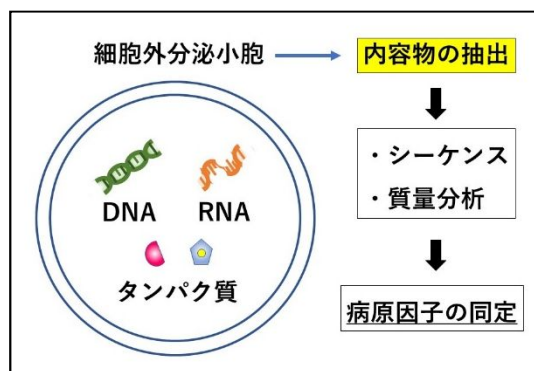 細胞外分泌小胞
内容物の抽出
・シーケンス
・質量分析
DNA
RNA
タンパク質
病原因子の同定